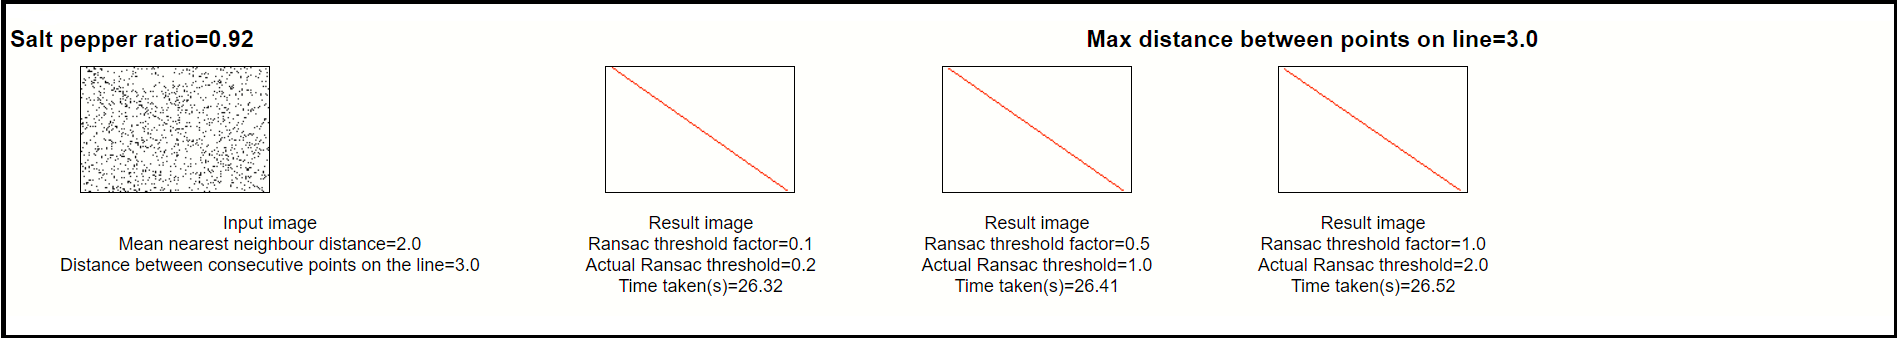 Salt pepper ratio=0.92
Max distance between points on line=3.0
Input image
Mean nearest neighbour distance=2.0
Distance between consecutive points on the line=3.0
Result image
Ransac threshold factor=0.1
Actual Ransac threshold=0.2
Time taken(s)=26.32
Result image
Ransac threshold factor=0.5
Actual Ransac threshold=1.0
Time taken(s)=26.41
Result image
Ransac threshold factor=1.0
Actual Ransac threshold=2.0
Time taken(s)=26.52